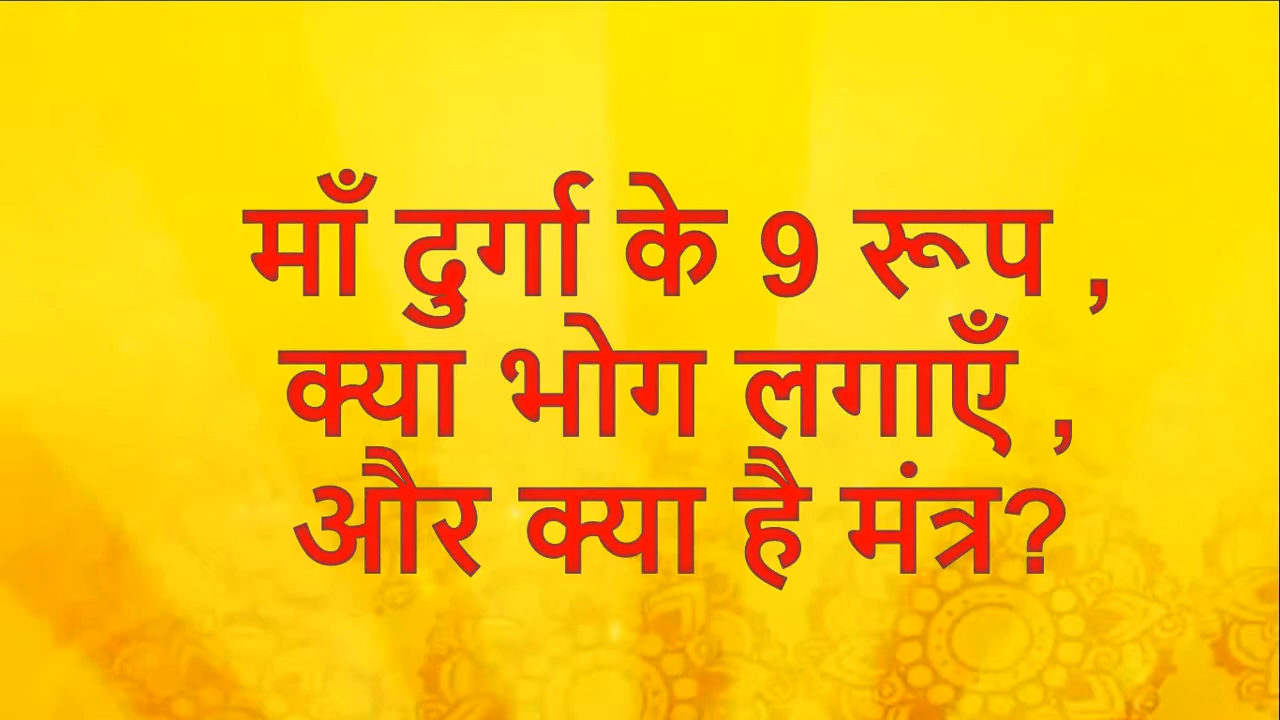 माँ दुर्गा के 9 रूप ,
क्या भोग लगाएँ ,
और क्या है मंत्र?